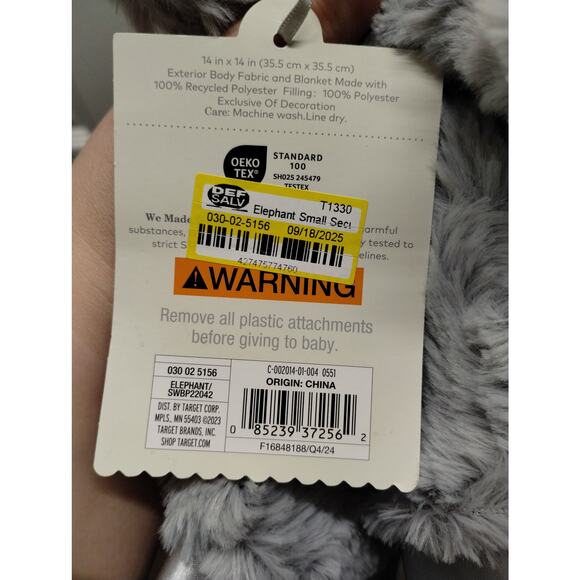 14 in x 14 in (35.5 cm x 35.5 cm)
Exterior Body Fabric and Blanket Made with
100% Recycled Polyester Filling: 100% Polyester
Exclusive Of Decoration
Care: Machine wash.Line dry.
OEKO
TEX®
STANDARD
100
SH025 245479
TESTEX
DEF
SALV
T1330
Elephant Small Secu
030-02-5156 09/18/2025
427475774760
We Made
substances,
tested to
strict
WARNING
Remove all plastic attachments
before giving to baby.
030 02 5156
ELEPHANT/
SWBP22042
DIST. BY TARGET CORP.
MPLS., MN 55403 ©2023
TARGET BRANDS, INC.
SHOP TARGET.COM
C-002014-01-004 0551
ORIGIN: CHINA
0 85239 37256 2
F16848188/Q4/24